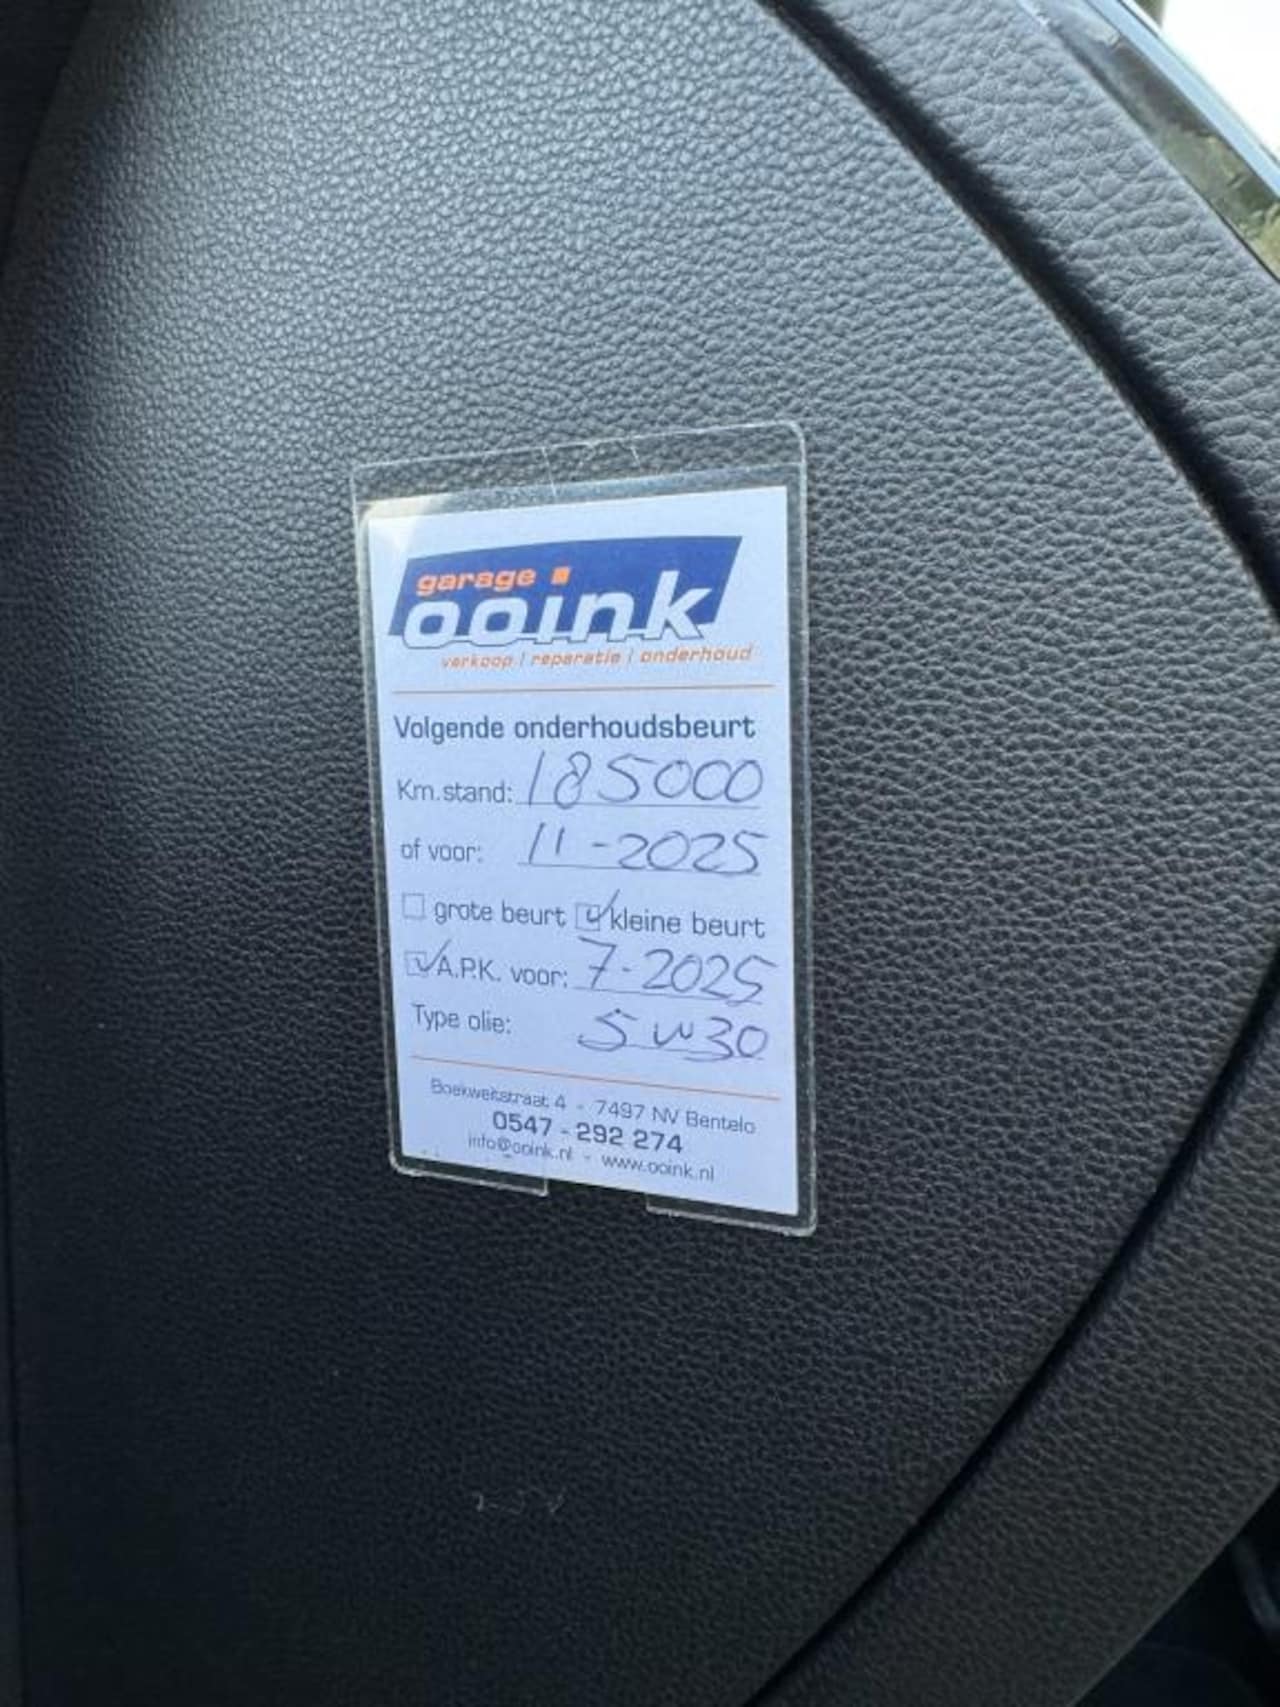 garage
ooink
verkoop | reparatie | onderhoud
Volgende onderhoudsbeurt
Km.stand: 185000
of voor: 11-2025
grote beurt kleine beurt
A.P.K. voor: 7-2025
Type olie: 5w30
Boekweitstraat 4 - 7497 NV Bentelo
0547 - 292 274
info@ooink.nl - www.ooink.nl